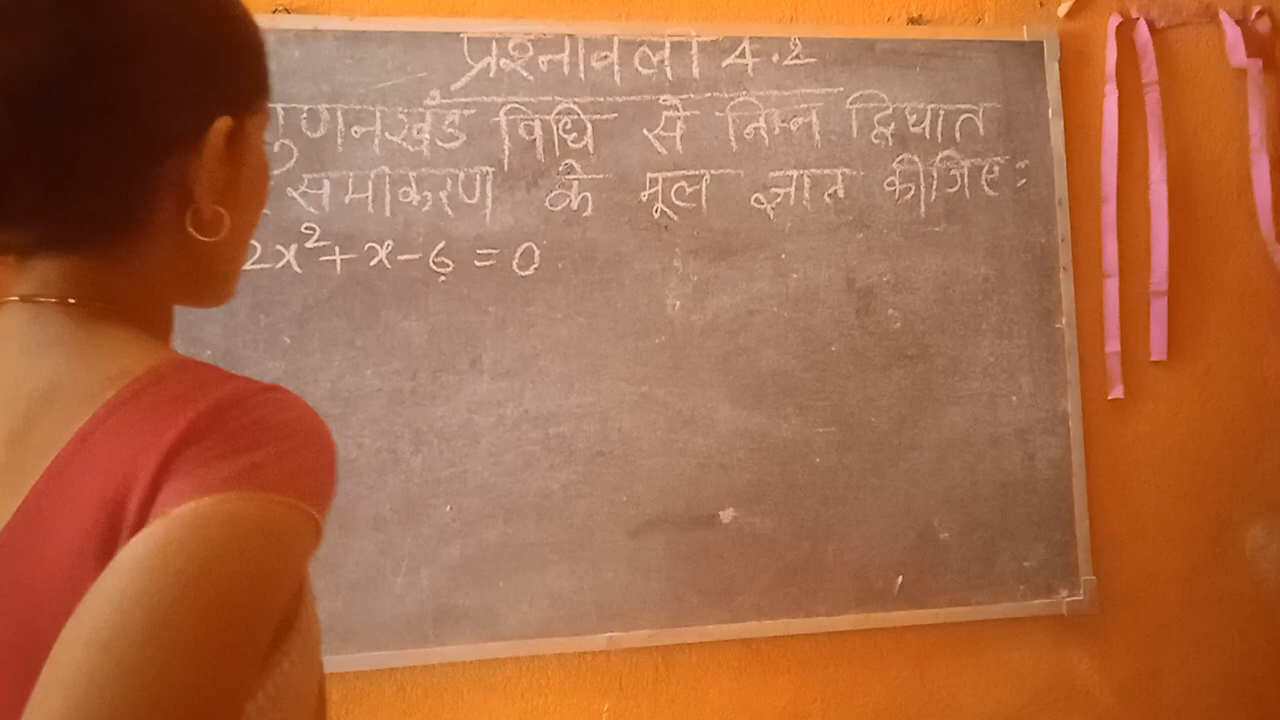 प्रश्नावली 4.2
गुणनखंड विधि से निम्न द्विघात
समीकरण के मूल ज्ञात कीजिए:
2x²+x-6=0